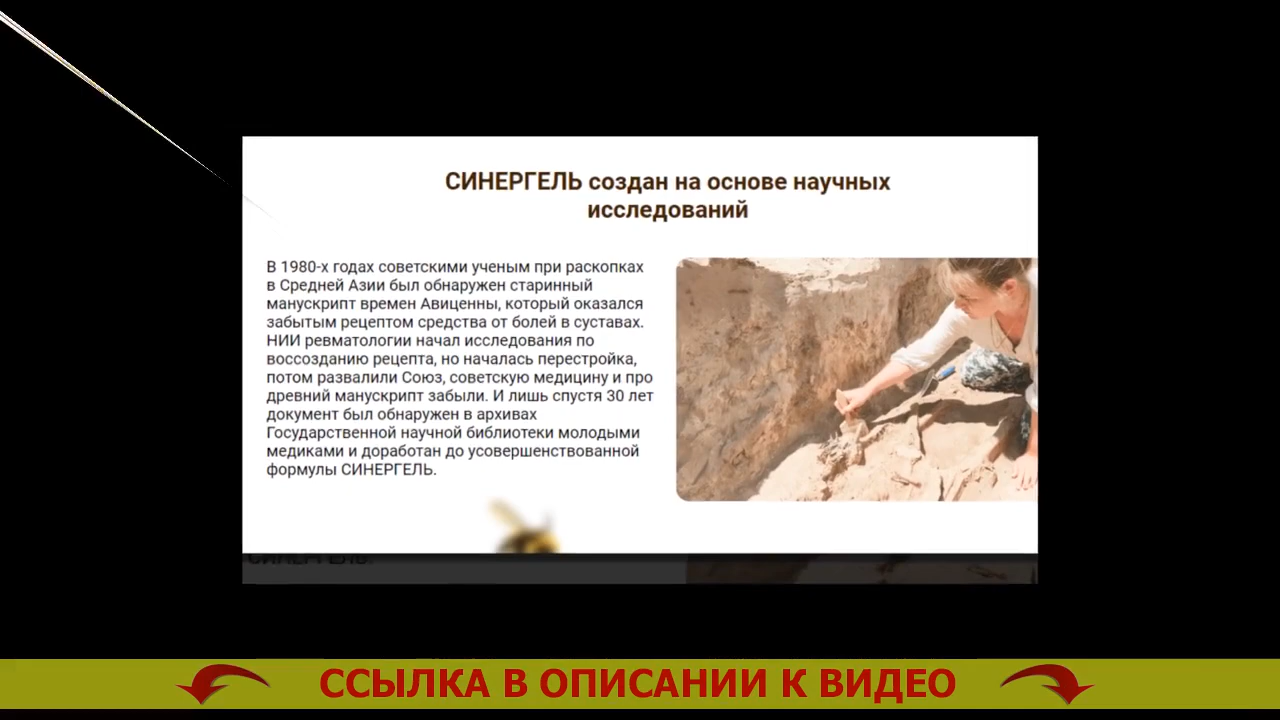 СИНЕРГЕЛЬ создан на основе научных
исследований
В 1980-х годах советскими ученым при раскопках
в Средней Азии был обнаружен старинный
манускрипт времен Авиценны, который оказался
забытым рецептом средства от болей в суставах.
НИИ ревматологии начал исследования по
воссозданию рецепта, но началась перестройка,
потом развалили Союз, советскую медицину и про
древний манускрипт забыли. И лишь спустя 30 лет
документ был обнаружен в архивах
Государственной научной библиотеки молодыми
медиками и доработан до усовершенствованной
формулы СИНЕРГЕЛЬ.
ССЫЛКА В ОПИСАНИИ К ВИДЕО